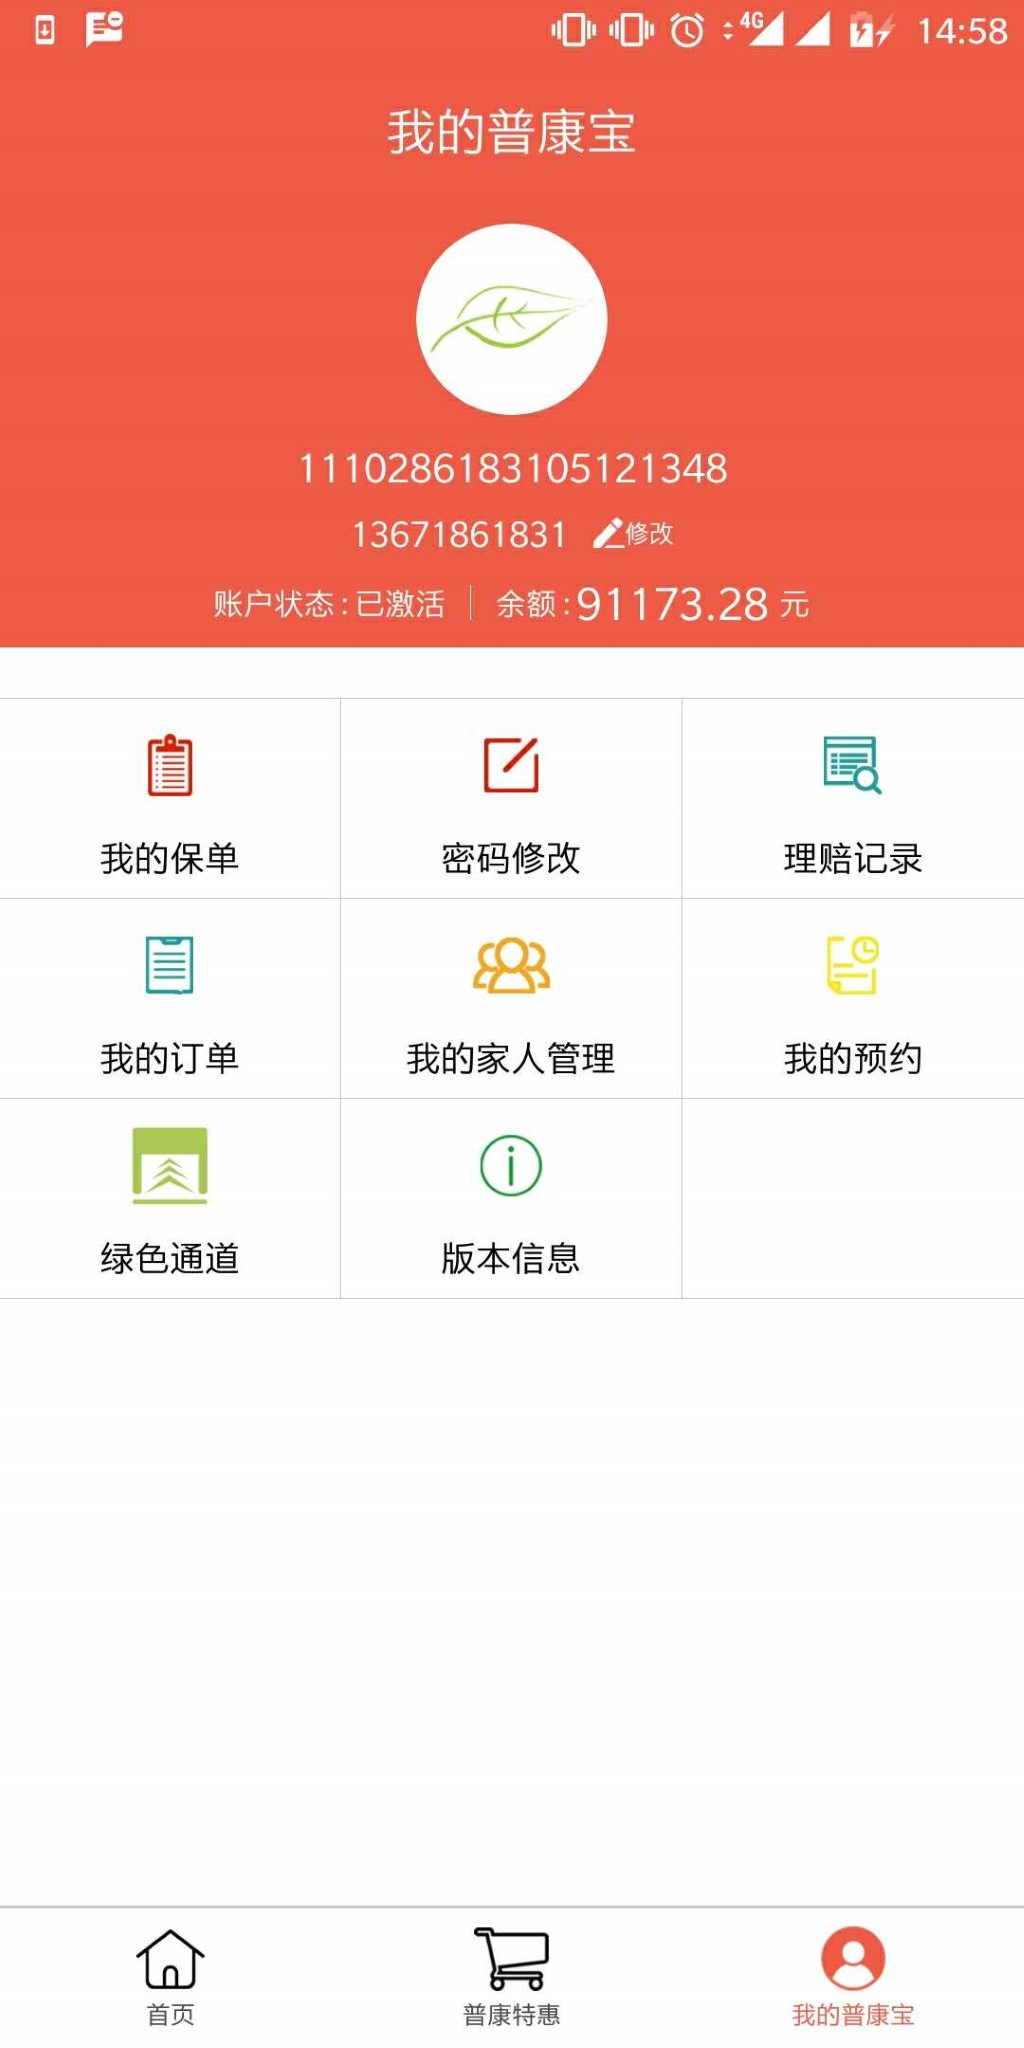 4G 14:58
我的普康宝
1110286183105121348
13671861831 修改
账户状态:已激活 余额:91173.28 元
我的保单 密码修改 理赔记录
我的订单 我的家人管理 我的预约
绿色通道 版本信息
首页 普康特惠 我的普康宝